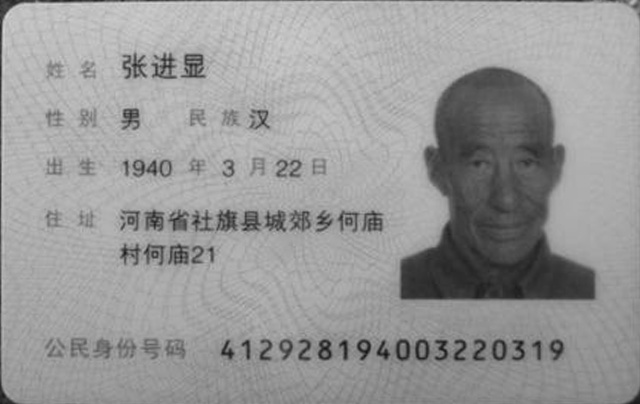 姓名 张进显
性别 男 民族 汉
出生 1940 年 3 月 22 日
住址 河南省社旗县城郊乡何庙
村何庙21
公民身份号码 412928194003220319